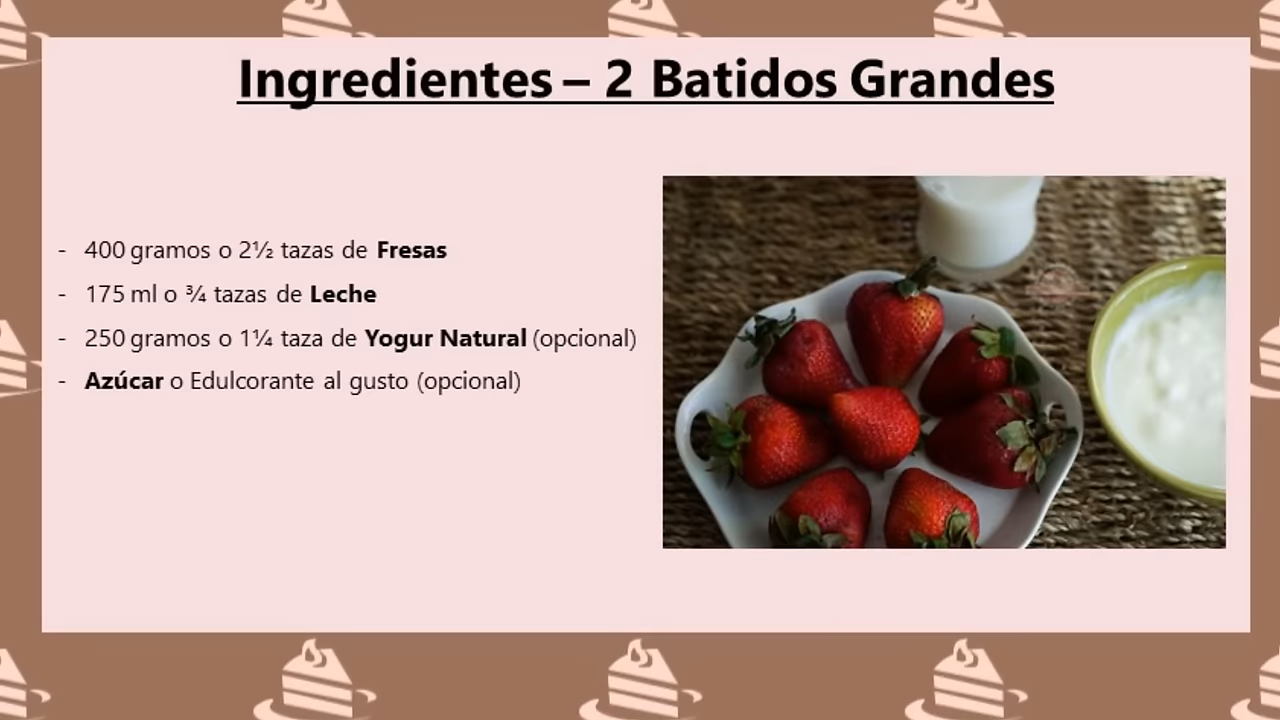 Ingredientes – 2 Batidos Grandes
- 400 gramos o 2½ tazas de Fresas
- 175 ml o ¾ tazas de Leche
- 250 gramos o 1¼ taza de Yogur Natural (opcional)
- Azúcar o Edulcorante al gusto (opcional)